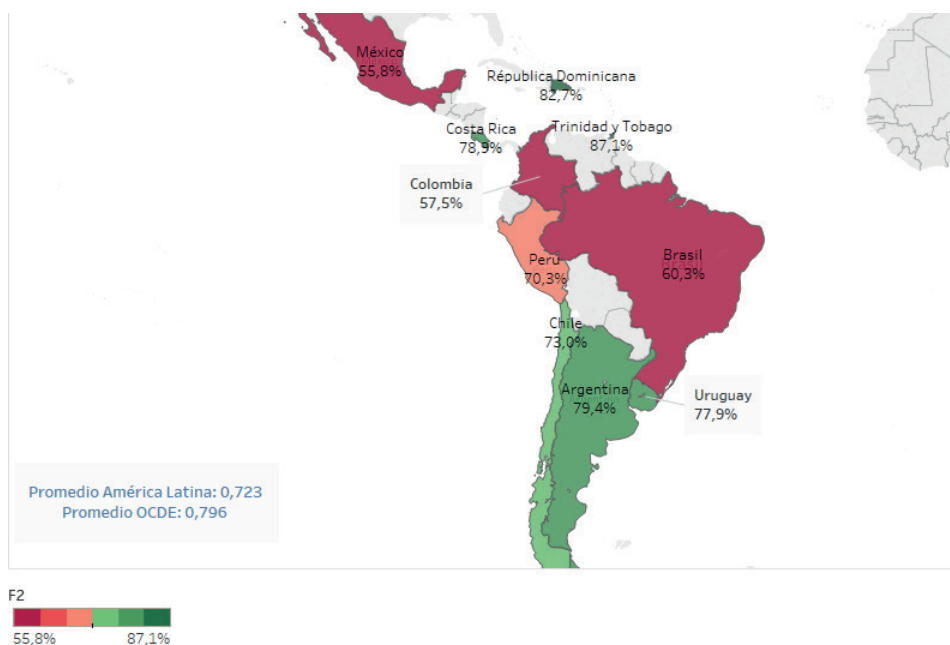 México
55,8%
Républica Dominicana
82,7%
Costa Rica
78,9%
Trinidad y Tobago
87,1%
Colombia
57,5%
Perú
70,3%
Brasil
60,3%
Chile
73,0%
Argentina
79,4%
Uruguay
77,9%
Promedio América Latina: 0,723
Promedio OCDE: 0,796
F2
55,8% 87,1%